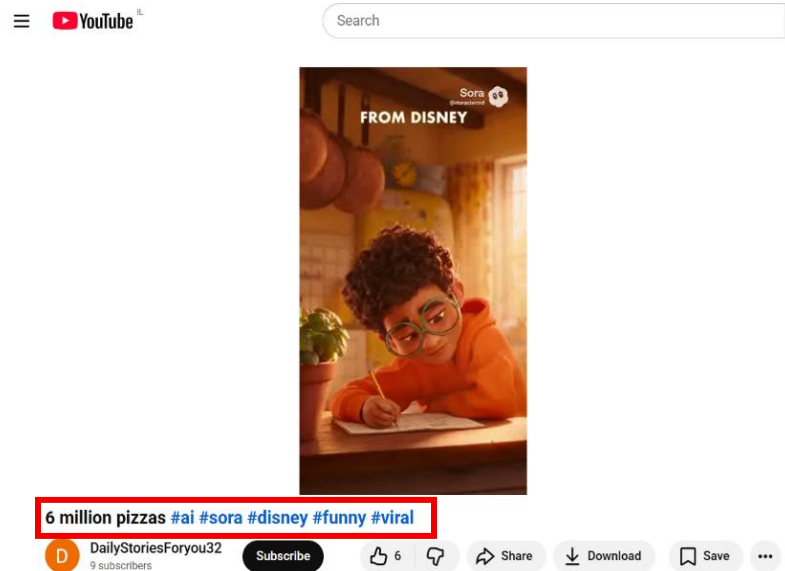 YouTube IL
Search
Sora
FROM DISNEY
6 million pizzas #ai #sora #disney #funny #viral
D
DailyStoriesForyou32
9 subscribers
Subscribe
6
Share
Download
Save